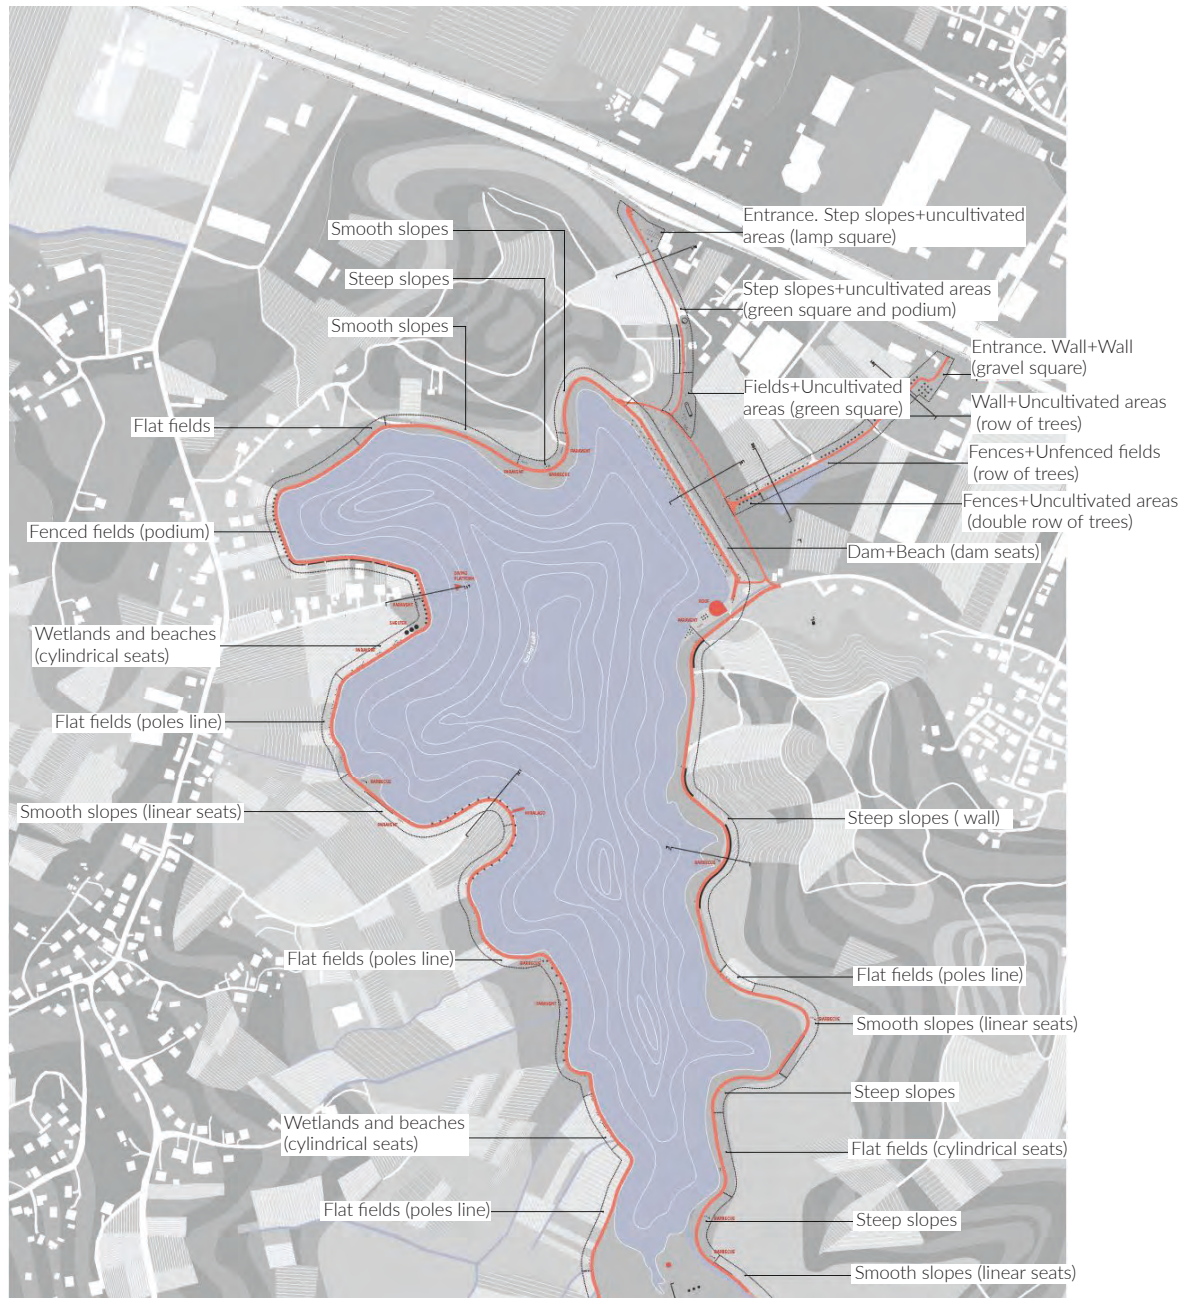 Smooth slopes
Steep slopes
Smooth slopes
Flat fields
Fenced fields (podium)
Wetlands and beaches
(cylindrical seats)
Flat fields (poles line)
Smooth slopes (linear seats)
Flat fields (poles line)
Wetlands and beaches
(cylindrical seats)
Flat fields (poles line)
Entrance. Step slopes+uncultivated
areas (lamp square)
Step slopes+uncultivated areas
(green square and podium)
Fields+Uncultivated
areas (green square)
Entrance. Wall+Wall
(gravel square)
Wall+Uncultivated areas
(row of trees)
Fences+Unfenced fields
(row of trees)
Fences+Uncultivated areas
(double row of trees)
Dam+Beach (dam seats)
Steep slopes ( wall)
Flat fields (poles line)
Smooth slopes (linear seats)
Steep slopes
Flat fields (cylindrical seats)
Steep slopes
Smooth slopes (linear seats)